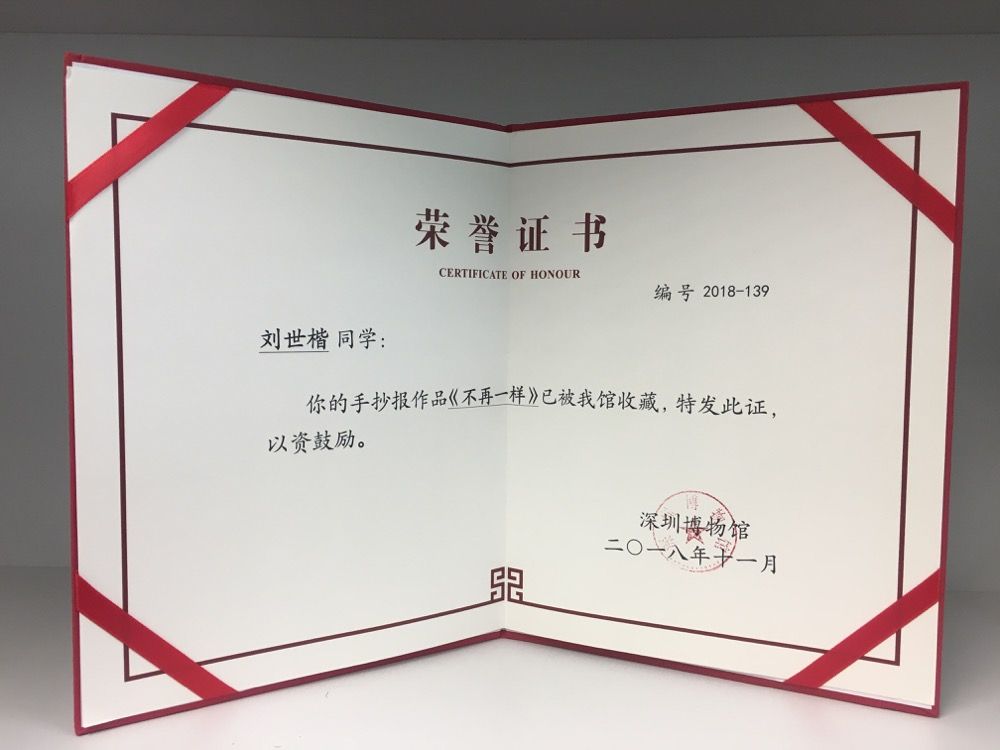 荣誉证书
CERTIFICATE OF HONOUR
编号 2018-139
刘世楷 同学：
你的手抄报作品《不再一样》已被我馆收藏，特发此证，
以资鼓励。
深圳博物馆
二〇一八年十一月